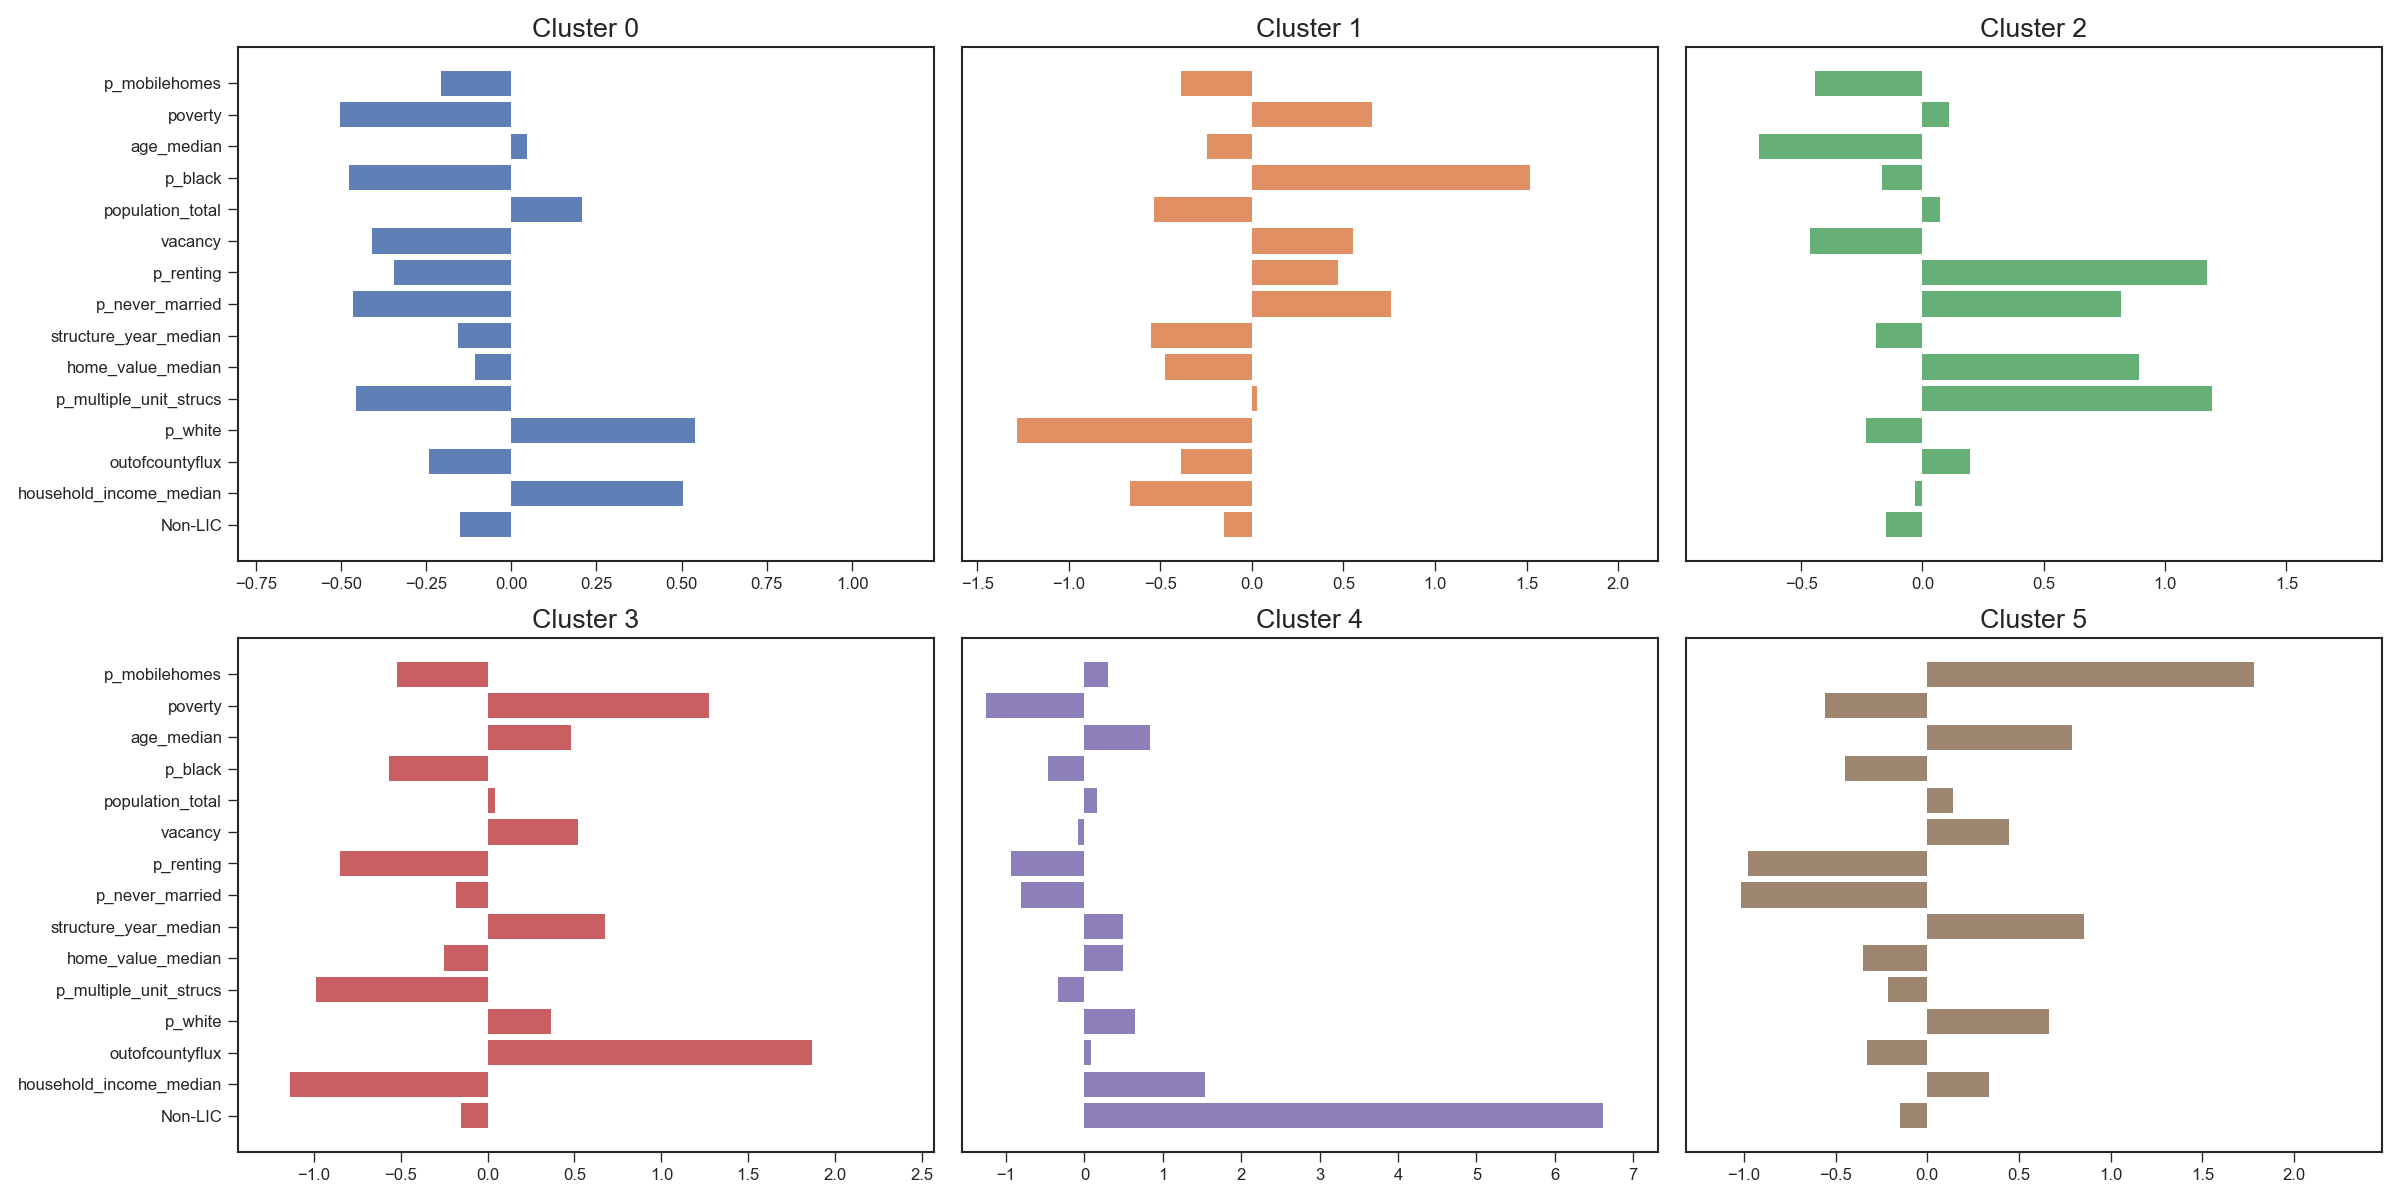 Cluster 0
Cluster 1
Cluster 2
p_mobilehomes
poverty
age_median
p_black
population_total
vacancy
p_renting
p_never_married
structure_year_median
home_value_median
p_multiple_unit_strucs
p_white
outofcountyflux
household_income_median
Non-LIC
−0.75 −0.50 −0.25 0.00 0.25 0.50 0.75 1.00
−1.5 −1.0 −0.5 0.0 0.5 1.0 1.5 2.0
−0.5 0.0 0.5 1.0 1.5
Cluster 3
Cluster 4
Cluster 5
p_mobilehomes
poverty
age_median
p_black
population_total
vacancy
p_renting
p_never_married
structure_year_median
home_value_median
p_multiple_unit_strucs
p_white
outofcountyflux
household_income_median
Non-LIC
−1.0 −0.5 0.0 0.5 1.0 1.5 2.0 2.5
−1 0 1 2 3 4 5 6 7
−1.0 −0.5 0.0 0.5 1.0 1.5 2.0